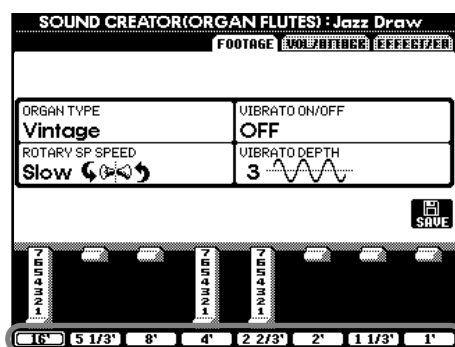 SOUND CREATOR(ORGAN FLUTES) : Jazz Draw
FOOTAGE VOL/ATTACK EFFECT/EQ
ORGAN TYPE
Vintage
VIBRATO ON/OFF
OFF
ROTARY SP SPEED
Slow
VIBRATO DEPTH
3
SAVE
7 7 7
6 6 6
5 5 5
4 4 4
3 3 3
2 2 2
1 1 1
16' 5 1/3' 8' 4' 2 2/3' 2' 1 1/3' 1'